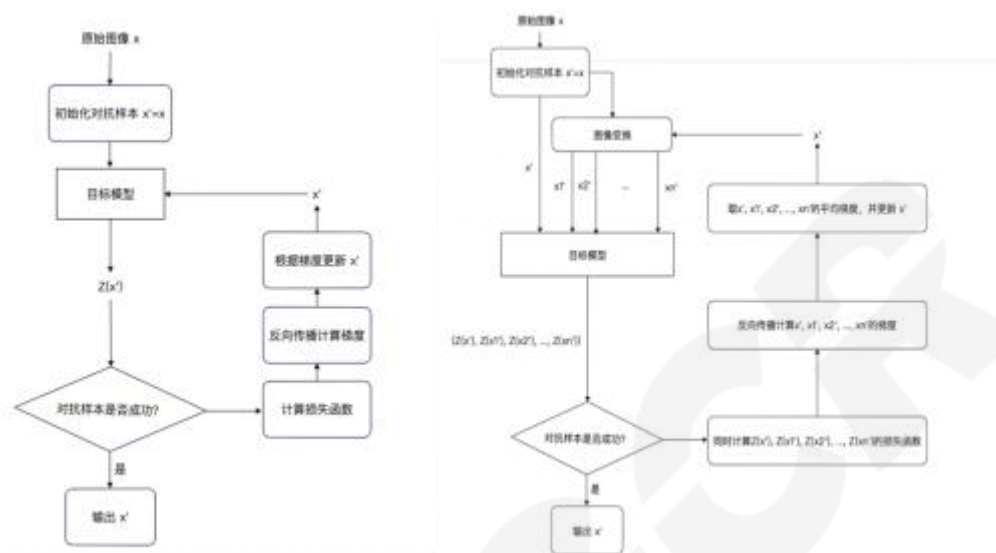 原始图像 x
初始化对抗样本 x'=x
目标模型
x'
根据梯度更新 x'
Z(x')
反向传播计算梯度
对抗样本是否成功?
计算损失函数
是
输出 x'
原始图像 x
初始化对抗样本 x'=x
图像变换
x'
x'
x1'
x2'
...
xn'
取x', x1', x2', ..., xn'的平均梯度，并更新 x'
目标模型
反向传播计算x', x1', x2', ..., xn'的梯度
{Z(x'), Z(x1'), Z(x2'), ..., Z(xn')}
对抗样本是否成功?
同时计算Z(x'), Z(x1'), Z(x2'), ..., Z(xn')的损失函数
是
输出 x'